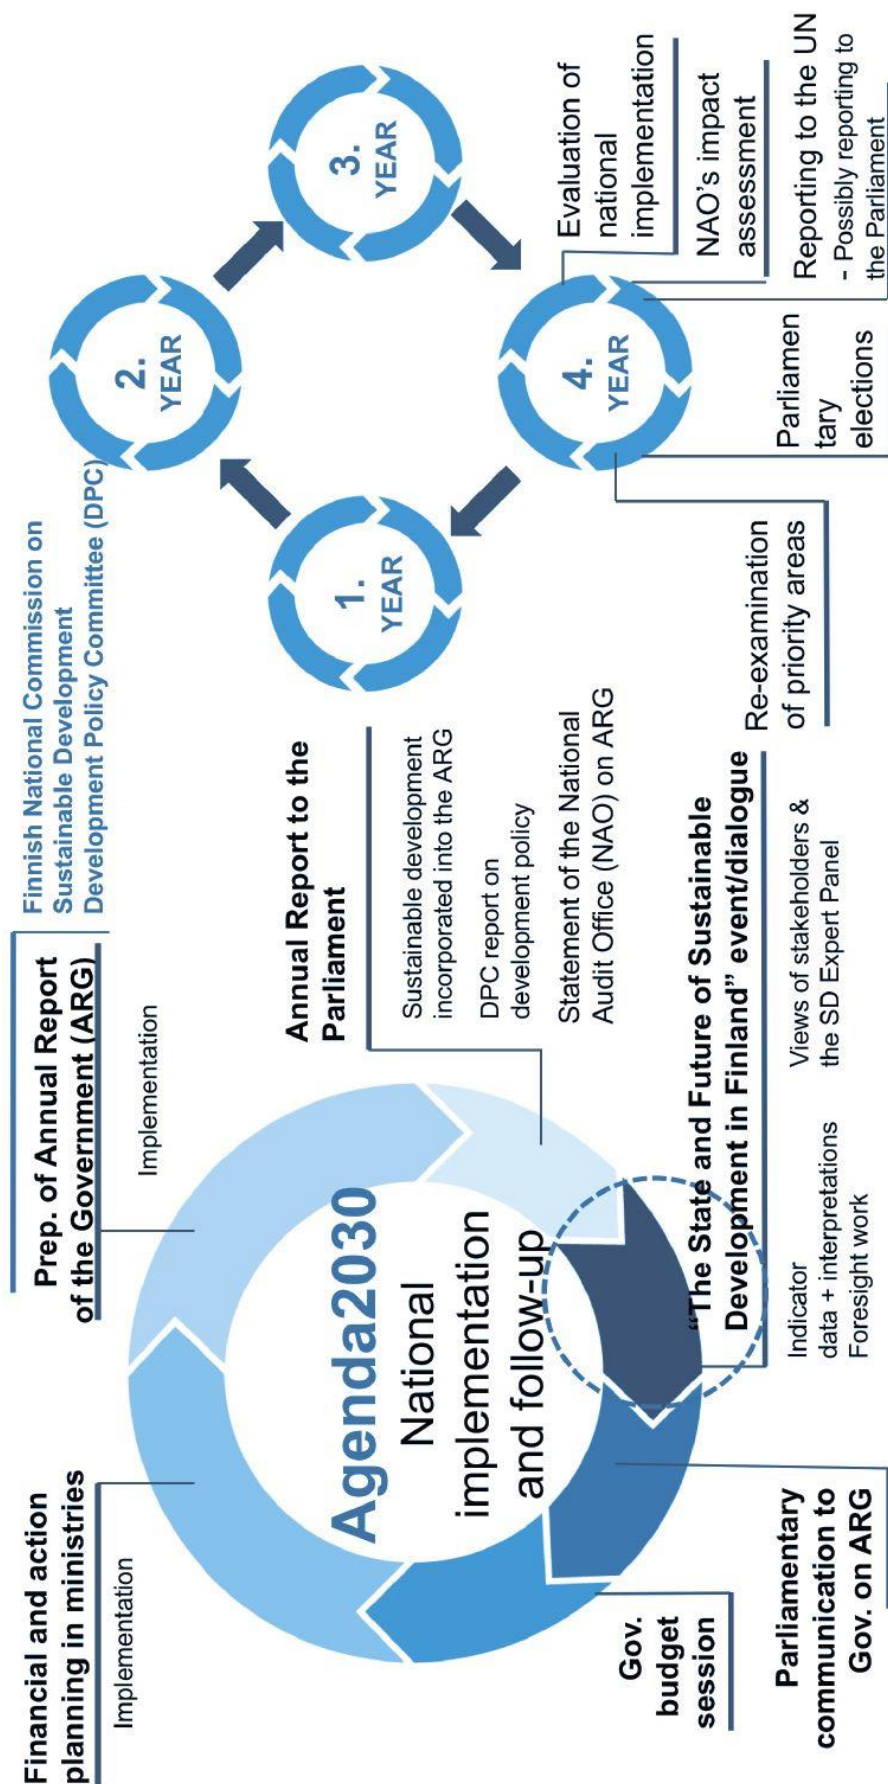 Financial and action
planning in ministries
Implementation
Prep. of Annual Report
of the Government (ARG)
Implementation
Finnish National Commission on
Sustainable Development
Development Policy Committee (DPC)
Agenda2030
National
implementation
and follow-up
Annual Report to the
Parliament
Sustainable development
incorporated into the ARG
DPC report on
development policy
Statement of the National
Audit Office (NAO) on ARG
“The State and Future of Sustainable
Development in Finland” event/dialogue
Indicator
data + interpretations
Foresight work
Views of stakeholders &
the SD Expert Panel
Gov.
budget
session
Parliamentary
communication to
Gov. on ARG
1.
YEAR
2.
YEAR
3.
YEAR
4.
YEAR
Evaluation of
national
implementation
NAO’s impact
assessment
Reporting to the UN
- Possibly reporting to
the Parliament
Parliamen
tary
elections
Re-examination
of priority areas